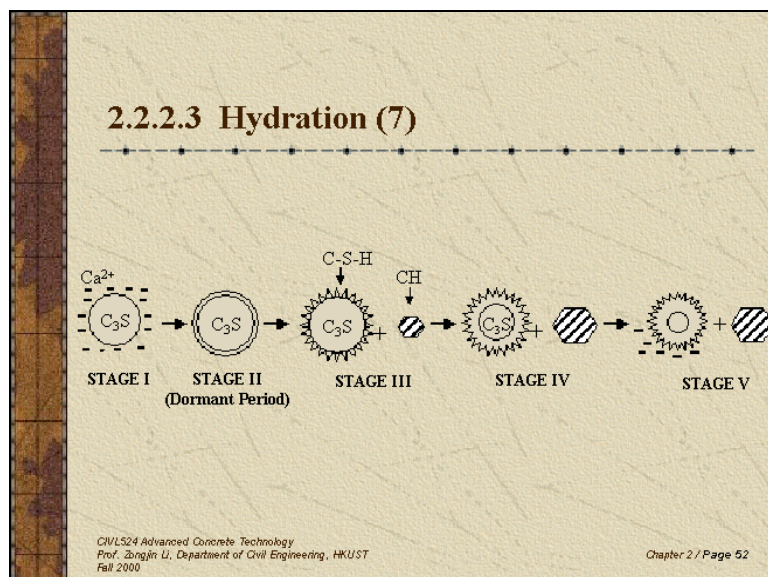 2.2.2.3 Hydration (7)
C-S-H
Ca²⁺
CH
C₃S
C₃S
C₃S
+
C₃S
+
+
STAGE I
STAGE II
(Dormant Period)
STAGE III
STAGE IV
STAGE V
CIVL524 Advanced Concrete Technology
Prof. Zongjin Li, Department of Civil Engineering, HKUST
Fall 2000
Chapter 2 / Page 52